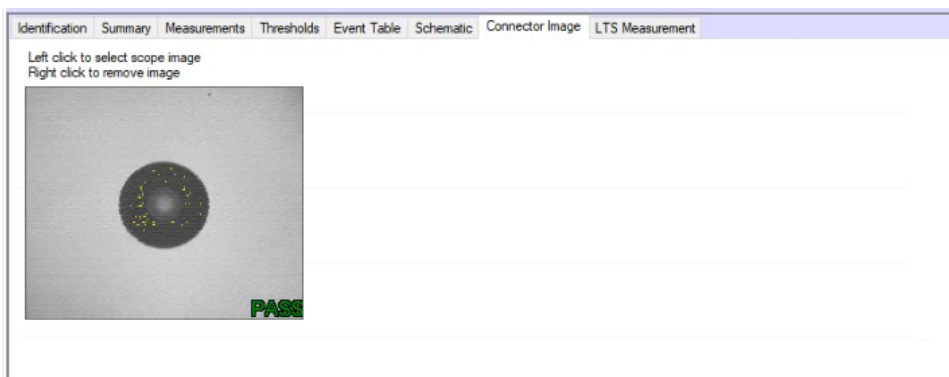 Identification Summary Measurements Thresholds Event Table Schematic Connector Image LTS Measurement
Left click to select scope image
Right click to remove image
PASS